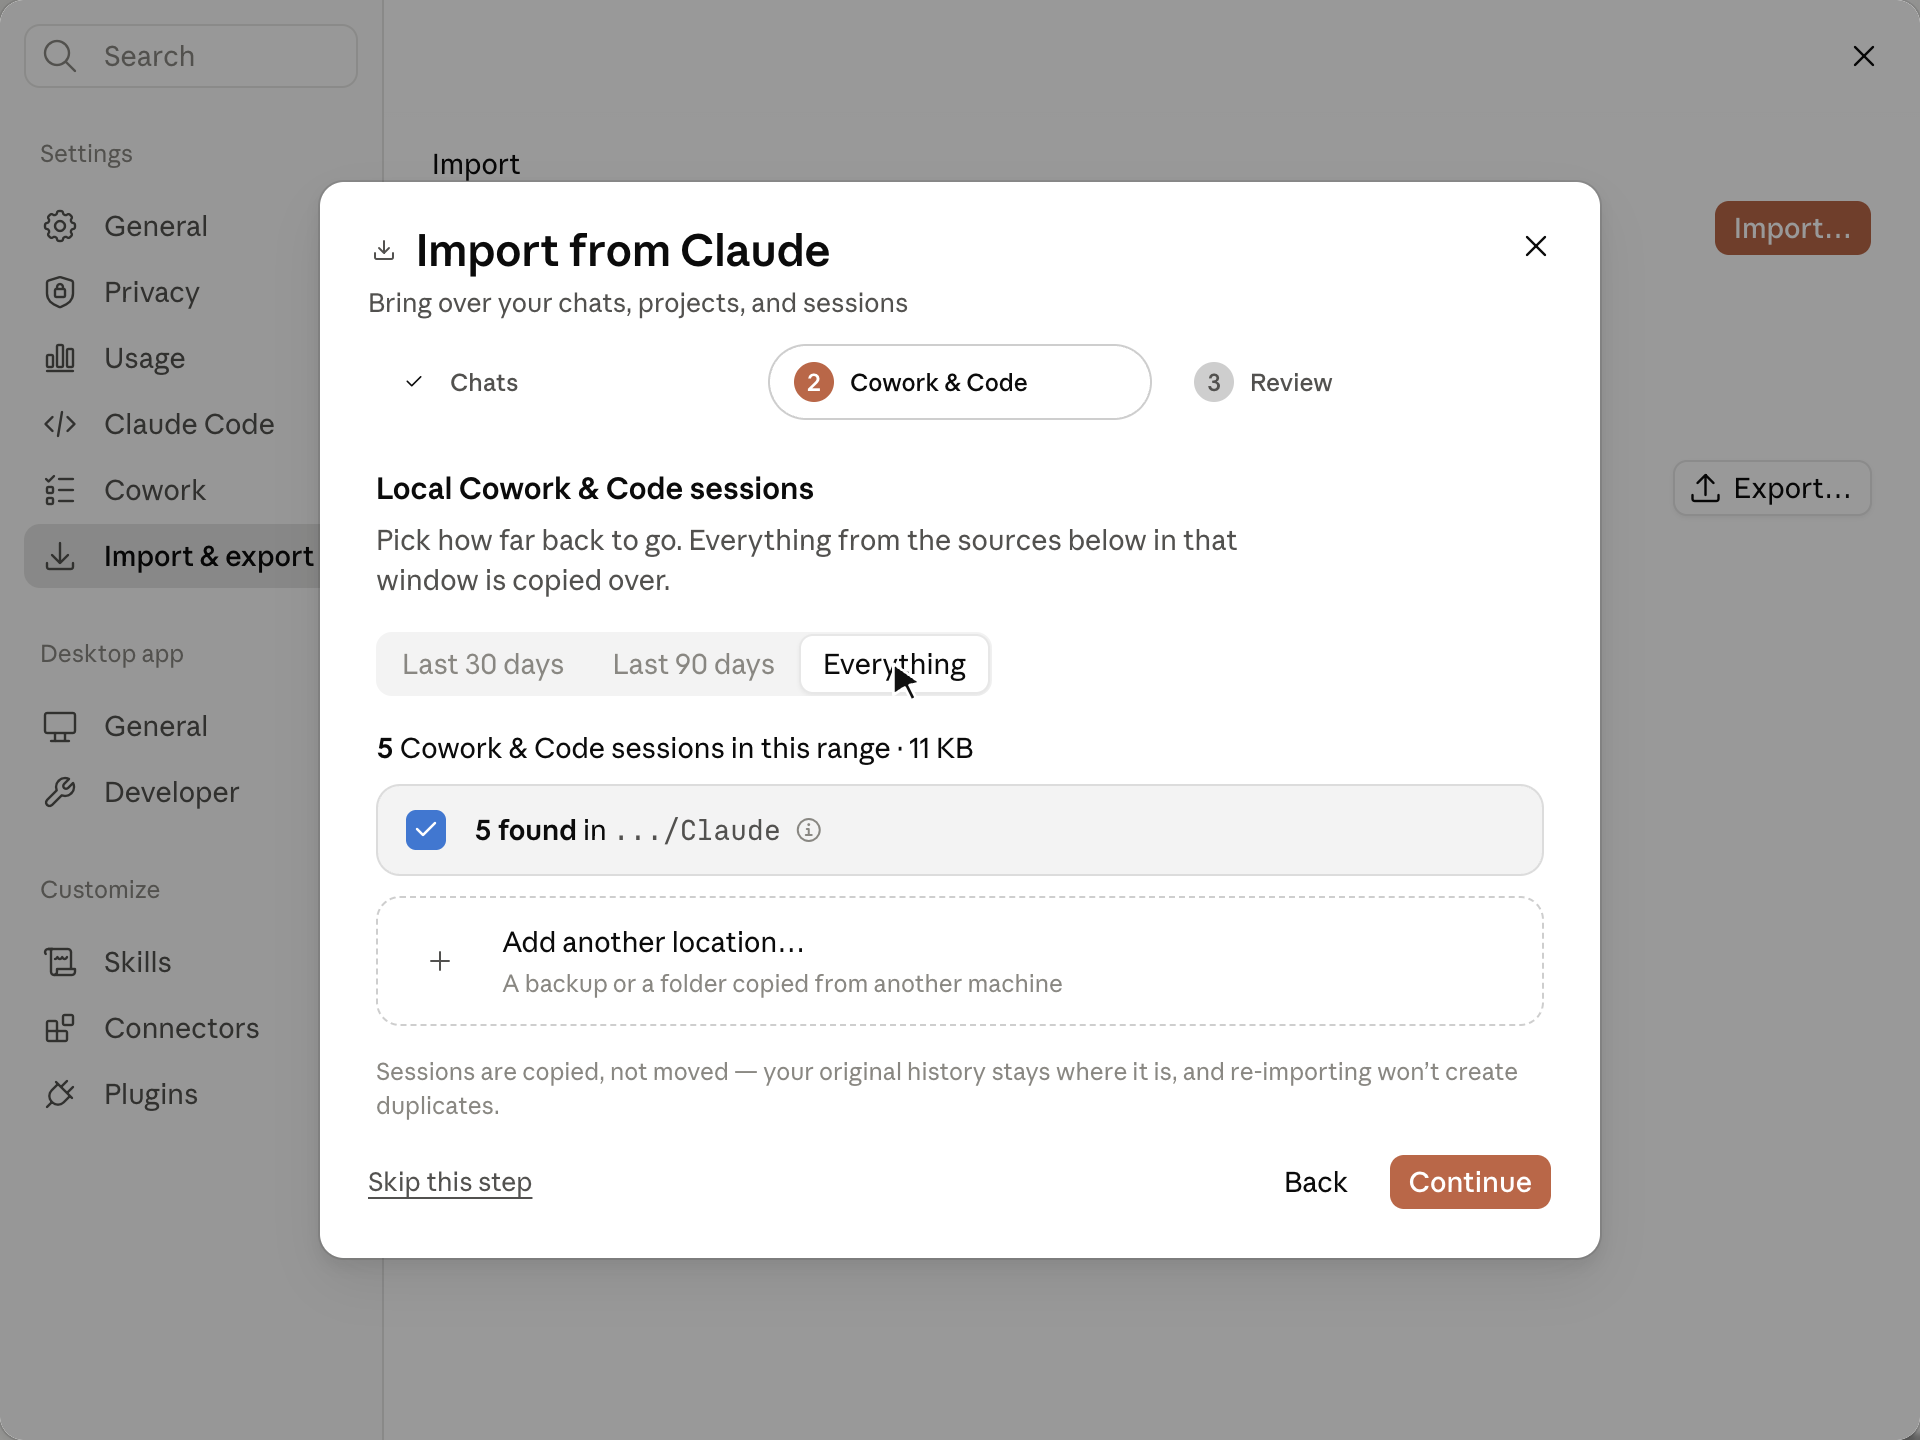 Search
Settings
General
Privacy
Usage
Claude Code
Cowork
Import & export
Desktop app
General
Developer
Customize
Skills
Connectors
Plugins
Import
Import...
Export...
Import from Claude
Bring over your chats, projects, and sessions
Chats
2 Cowork & Code
3 Review
Local Cowork & Code sessions
Pick how far back to go. Everything from the sources below in that
window is copied over.
Last 30 days Last 90 days Everything
5 Cowork & Code sessions in this range · 11 KB
5 found in .../Claude
Add another location...
A backup or a folder copied from another machine
Sessions are copied, not moved — your original history stays where it is, and re-importing won’t create
duplicates.
Skip this step
Back
Continue